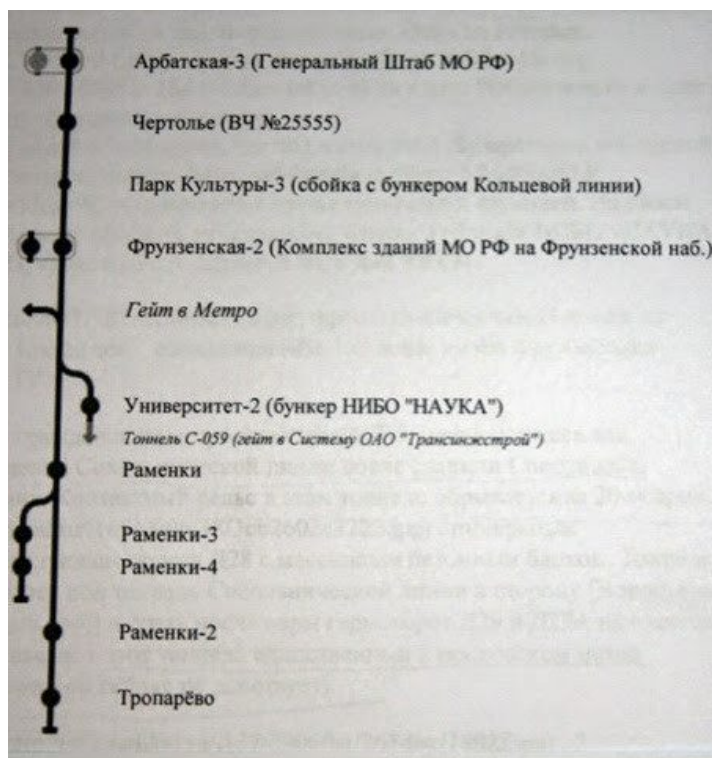 Арбатская-3 (Генеральный Штаб МО РФ)
Чертолье (ВЧ №25555)
Парк Культуры-3 (сбойка с бункером Кольцевой линии)
Фрунзенская-2 (Комплекс зданий МО РФ на Фрунзенской наб.)
Гейт в Метро
Университет-2 (бункер НИБО "НАУКА")
Тоннель С-059 (гейт в Систему ОАО "Трансинжстрой")
Раменки
Раменки-3
Раменки-4
Раменки-2
Тропарёво